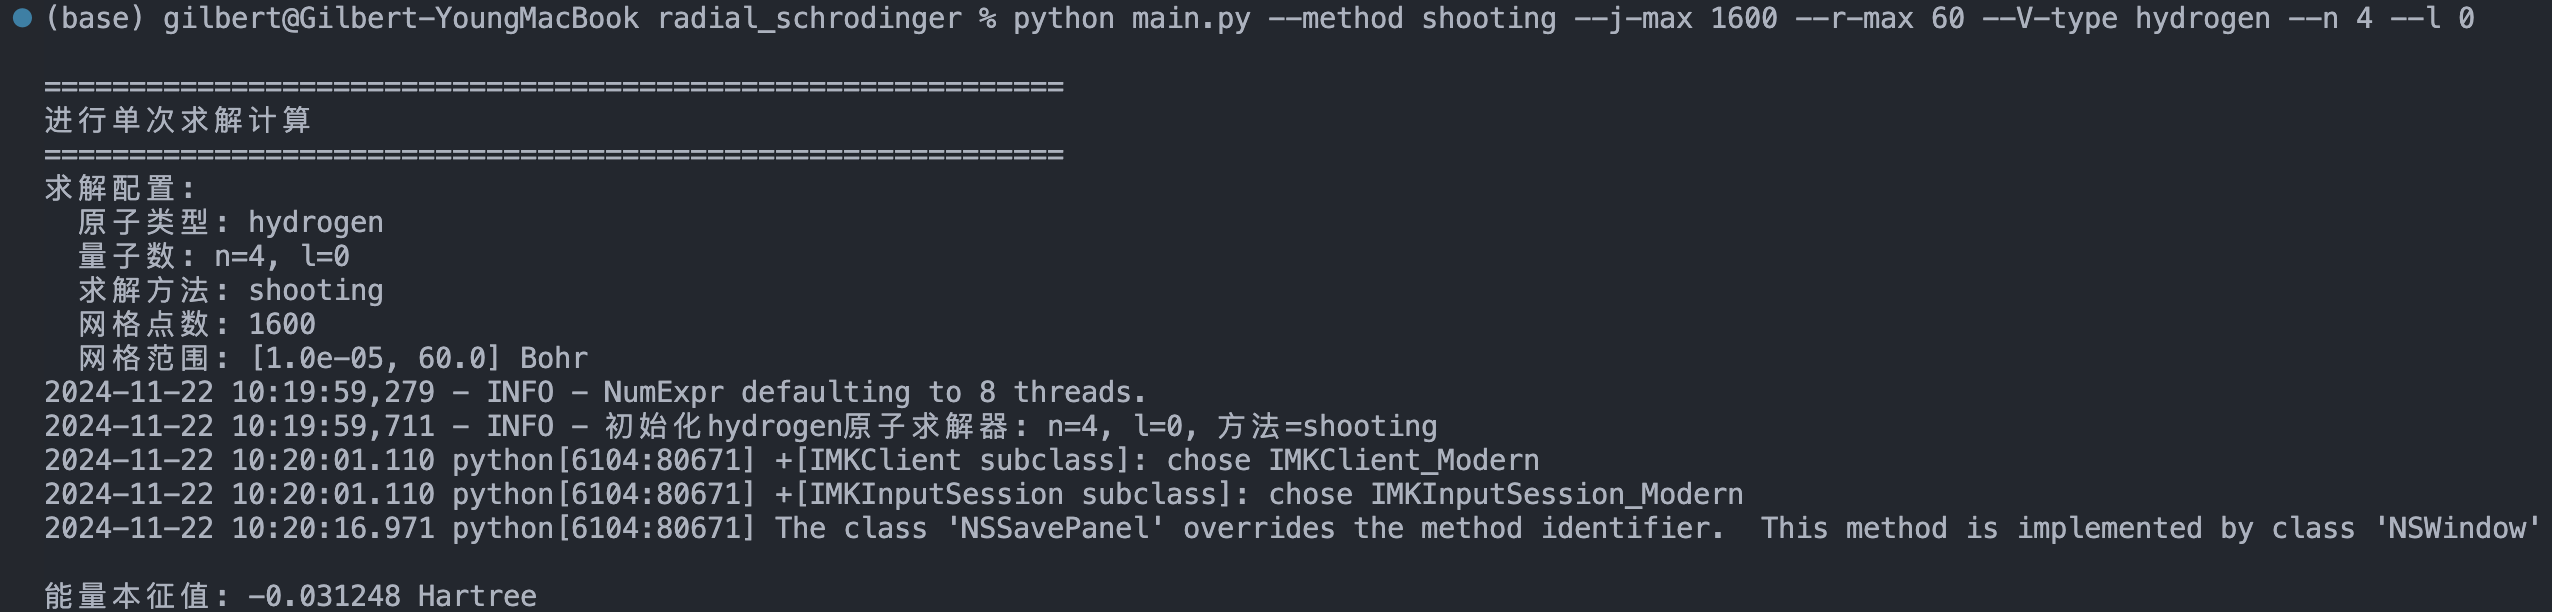 (base) gilbert@Gilbert-YoungMacBook radial_schrodinger % python main.py --method shooting --j-max 1600 --r-max 60 --V-type hydrogen --n 4 --l 0
============================================================
进行单次求解计算
============================================================
求解配置:
原子类型: hydrogen
量子数: n=4, l=0
求解方法: shooting
网格点数: 1600
网格范围: [1.0e-05, 60.0] Bohr
2024-11-22 10:19:59,279 - INFO - NumExpr defaulting to 8 threads.
2024-11-22 10:19:59,711 - INFO - 初始化hydrogen原子求解器: n=4, l=0, 方法=shooting
2024-11-22 10:20:01.110 python[6104:80671] +[IMKClient subclass]: chose IMKClient_Modern
2024-11-22 10:20:01.110 python[6104:80671] +[IMKInputSession subclass]: chose IMKInputSession_Modern
2024-11-22 10:20:16.971 python[6104:80671] The class 'NSSavePanel' overrides the method identifier.  This method is implemented by class 'NSWindow'
能量本征值: -0.031248 Hartree